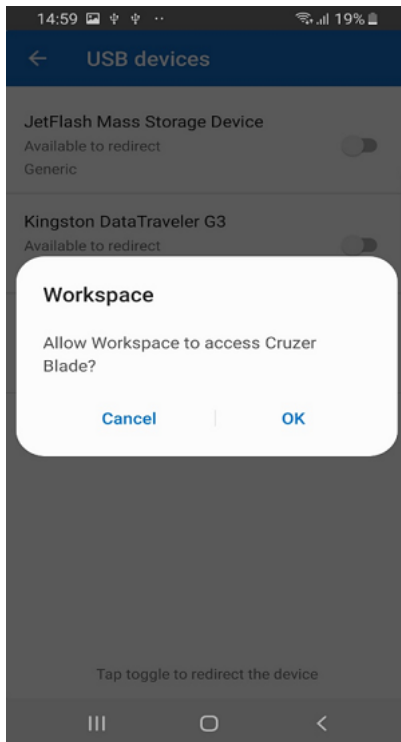 14:59
19%
USB devices
JetFlash Mass Storage Device
Available to redirect
Generic
Kingston DataTraveler G3
Available to redirect
Workspace
Allow Workspace to access Cruzer
Blade?
Cancel
OK
Tap toggle to redirect the device